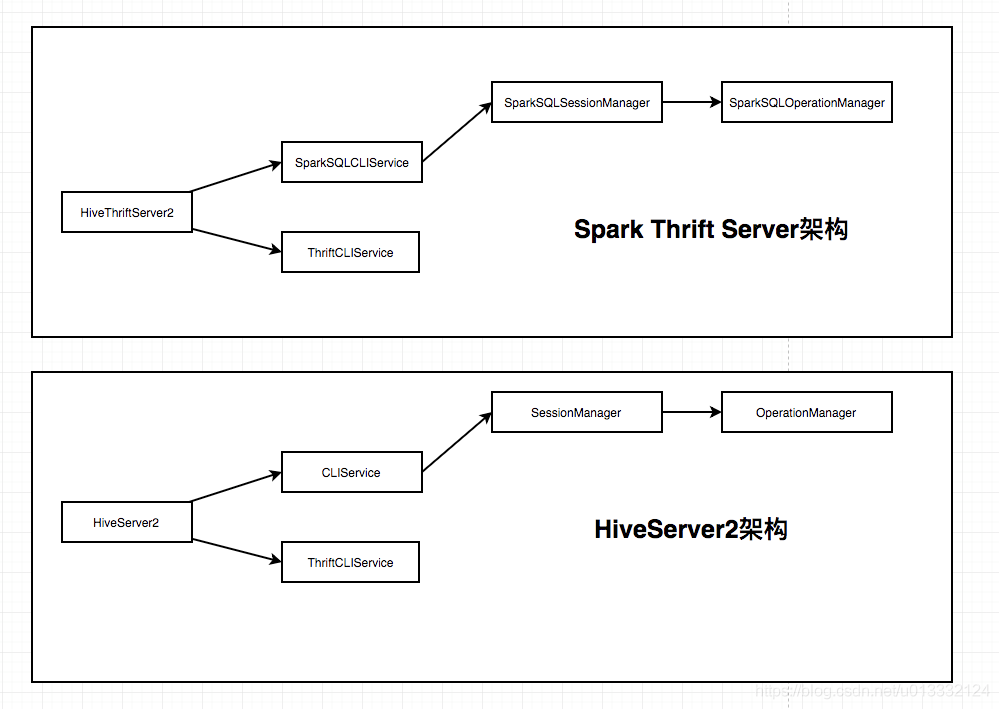 SparkSQLSessionManager
SparkSQLOperationManager
SparkSQLCLIService
HiveThriftServer2
ThriftCLIService
Spark Thrift Server架构
SessionManager
OperationManager
CLIService
HiveServer2
ThriftCLIService
HiveServer2架构
https://blog.csdn.net/u013332124